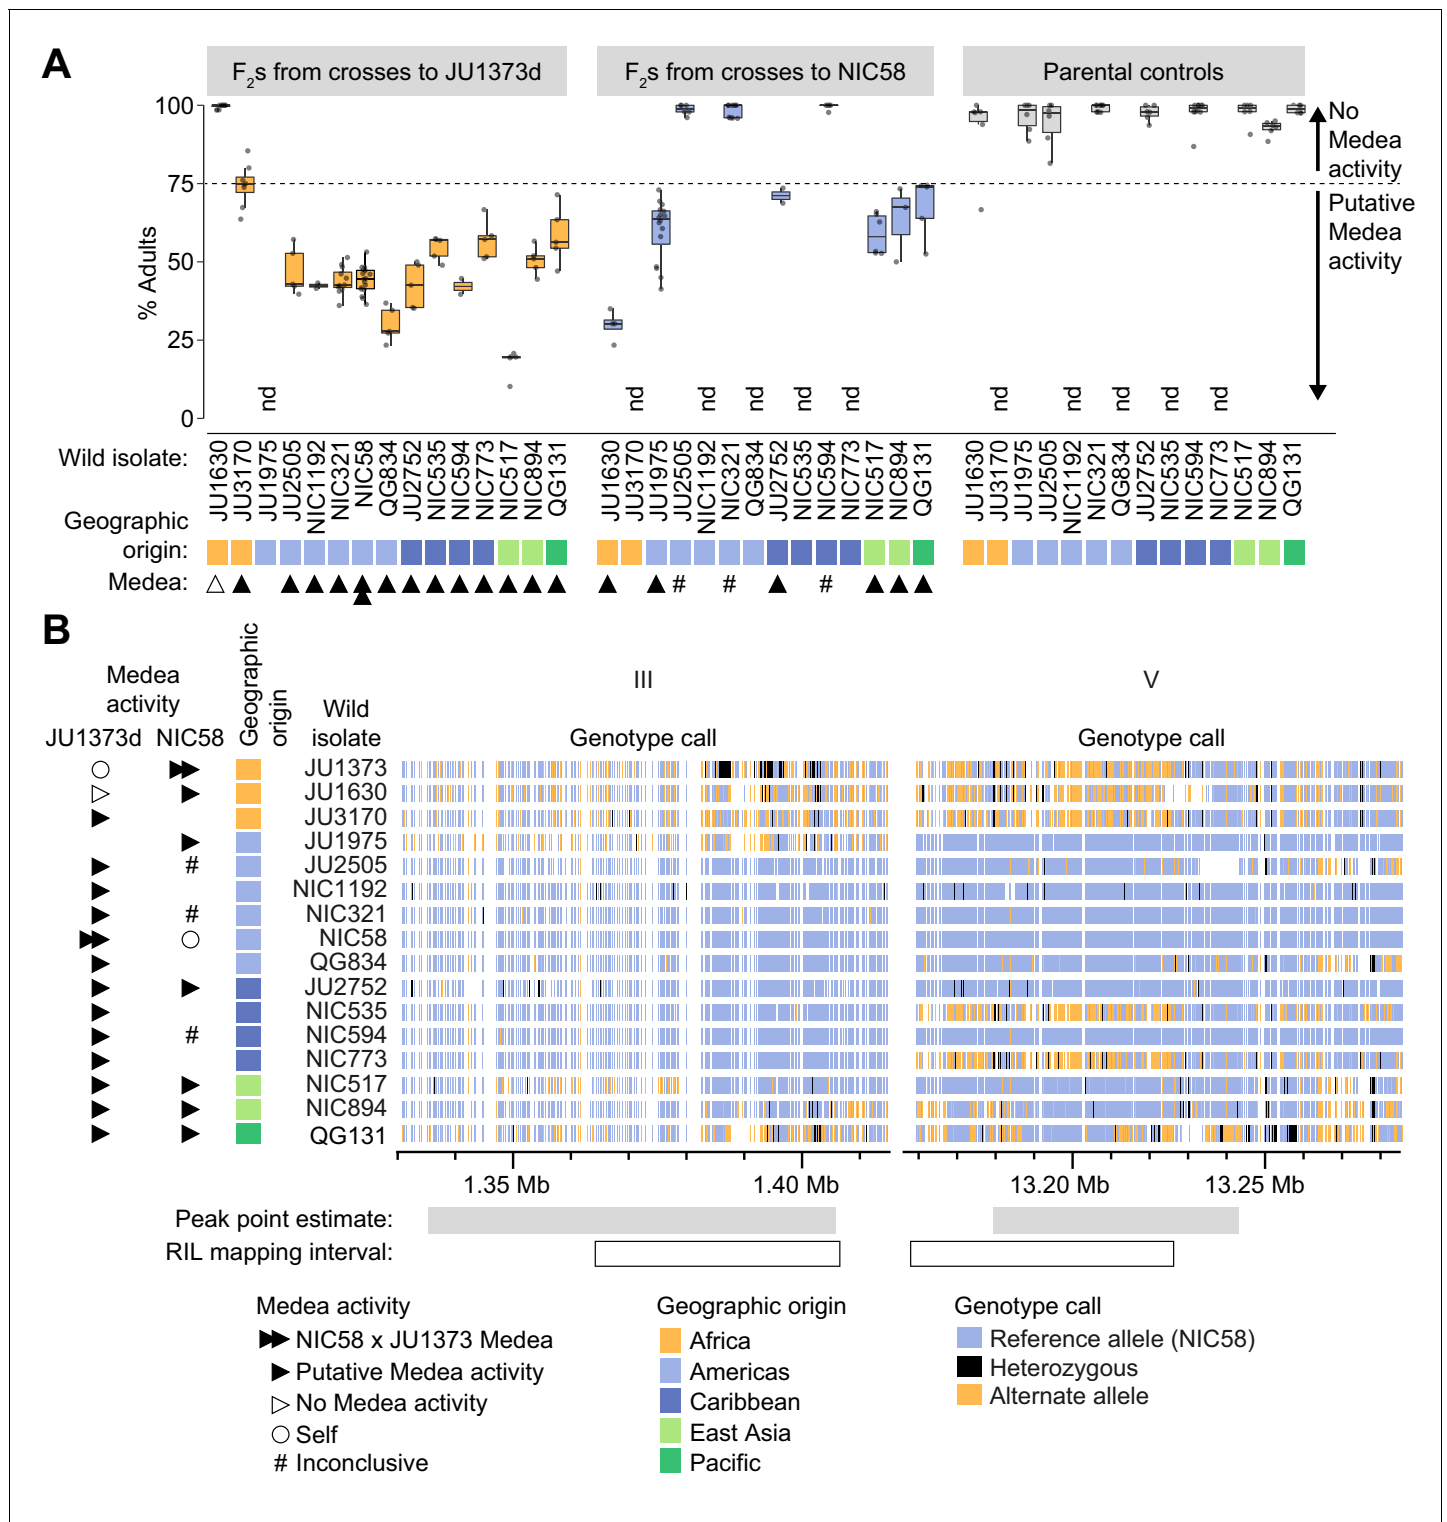 A
F2s from crosses to JU1373d
F2s from crosses to NIC58
Parental controls
% Adults
100
75
50
25
0
No
Medea
activity
Putative
Medea
activity
nd
nd nd nd nd nd
nd nd nd nd nd
Wild isolate:
JU1630 JU3170 JU1975 JU2505 NIC1192 NIC321 NIC58 QG834 JU2752 NIC535 NIC594 NIC773 NIC517 NIC894 QG131
JU1630 JU3170 JU1975 JU2505 NIC1192 NIC321 QG834 JU2752 NIC535 NIC594 NIC773 NIC517 NIC894 QG131
JU1630 JU3170 JU1975 JU2505 NIC1192 NIC321 QG834 JU2752 NIC535 NIC594 NIC773 NIC517 NIC894 QG131
Geographic
origin:
Medea:
# # #
B
Medea
activity
JU1373d NIC58
Geographic
origin
Wild
isolate
III
Genotype call
V
Genotype call
JU1373
JU1630
JU3170
JU1975
# JU2505
NIC1192
# NIC321
NIC58
QG834
JU2752
NIC535
# NIC594
NIC773
NIC517
NIC894
QG131
1.35 Mb
1.40 Mb
13.20 Mb
13.25 Mb
Peak point estimate:
RIL mapping interval:
Medea activity
NIC58 x JU1373 Medea
Putative Medea activity
No Medea activity
Self
# Inconclusive
Geographic origin
Africa
Americas
Caribbean
East Asia
Pacific
Genotype call
Reference allele (NIC58)
Heterozygous
Alternate allele